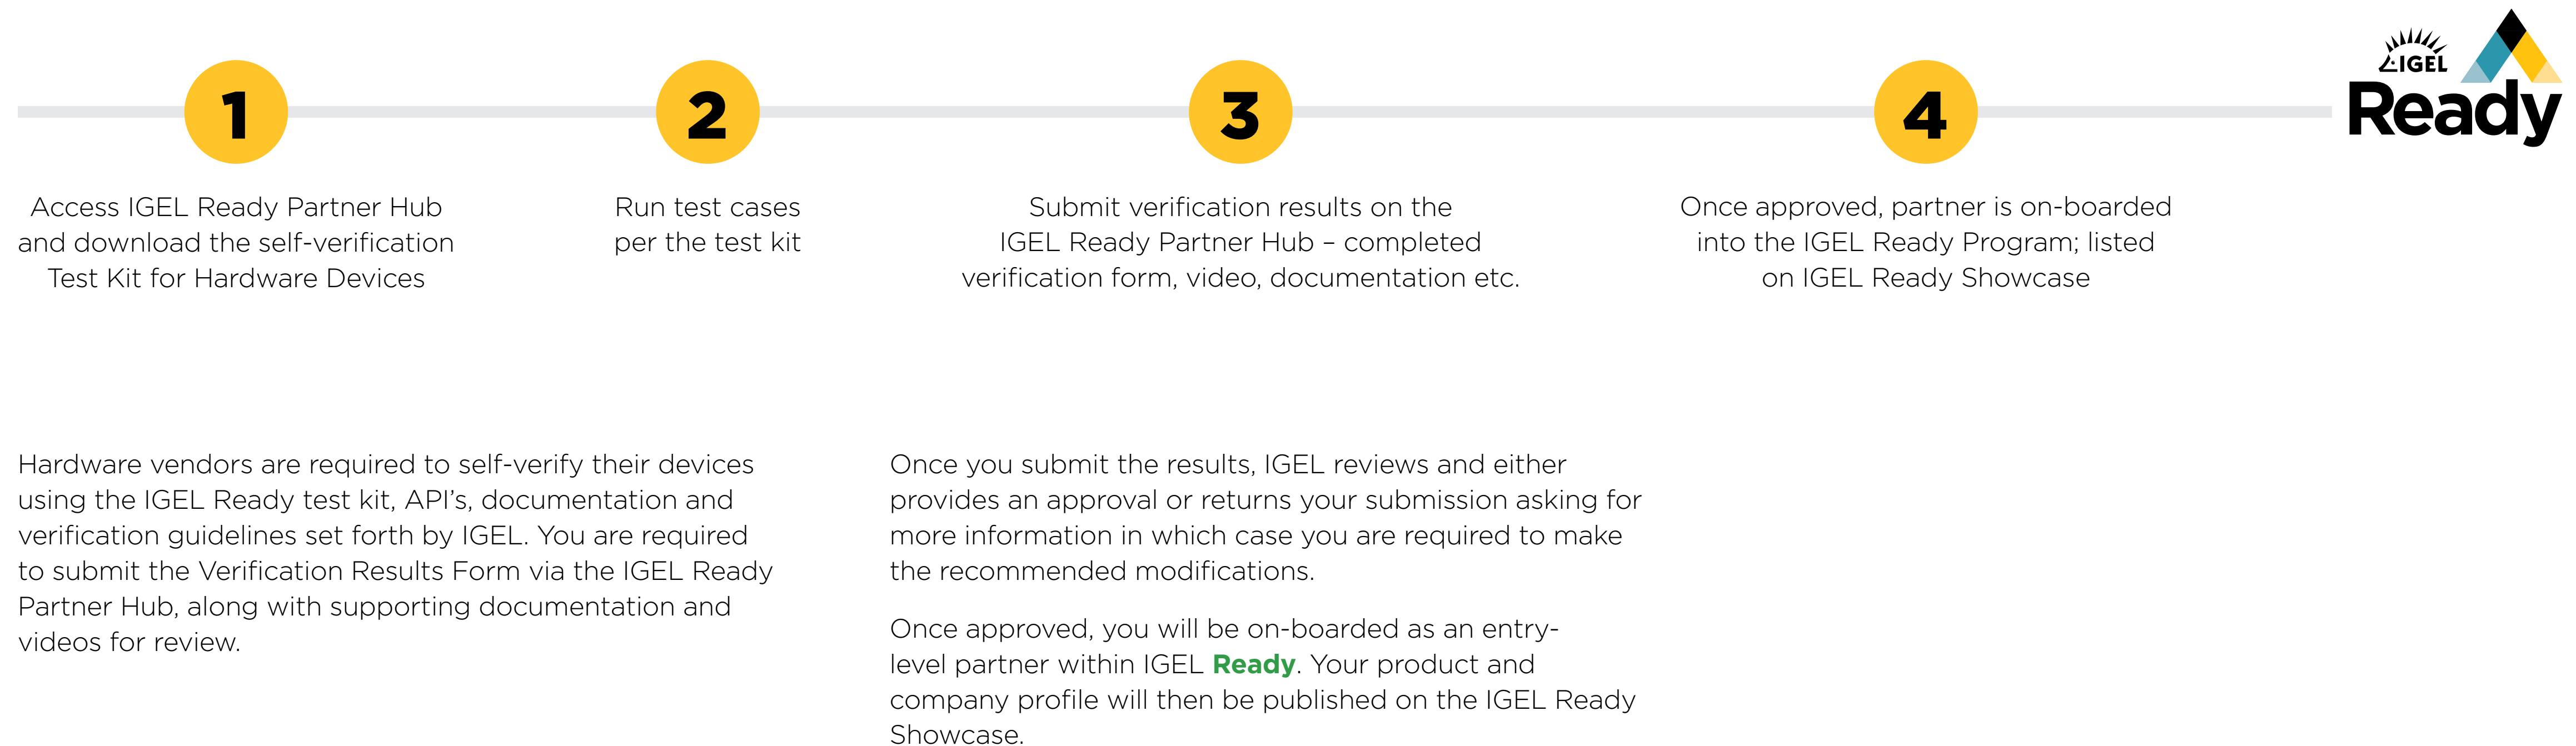 1
2
3
4
IGEL
Ready
Access IGEL Ready Partner Hub
and download the self-verification
Test Kit for Hardware Devices
Run test cases
per the test kit
Submit verification results on the
IGEL Ready Partner Hub – completed
verification form, video, documentation etc.
Once approved, partner is on-boarded
into the IGEL Ready Program; listed
on IGEL Ready Showcase
Hardware vendors are required to self-verify their devices
using the IGEL Ready test kit, API’s, documentation and
verification guidelines set forth by IGEL. You are required
to submit the Verification Results Form via the IGEL Ready
Partner Hub, along with supporting documentation and
videos for review.
Once you submit the results, IGEL reviews and either
provides an approval or returns your submission asking for
more information in which case you are required to make
the recommended modifications.
Once approved, you will be on-boarded as an entry-
level partner within IGEL Ready. Your product and
company profile will then be published on the IGEL Ready
Showcase.